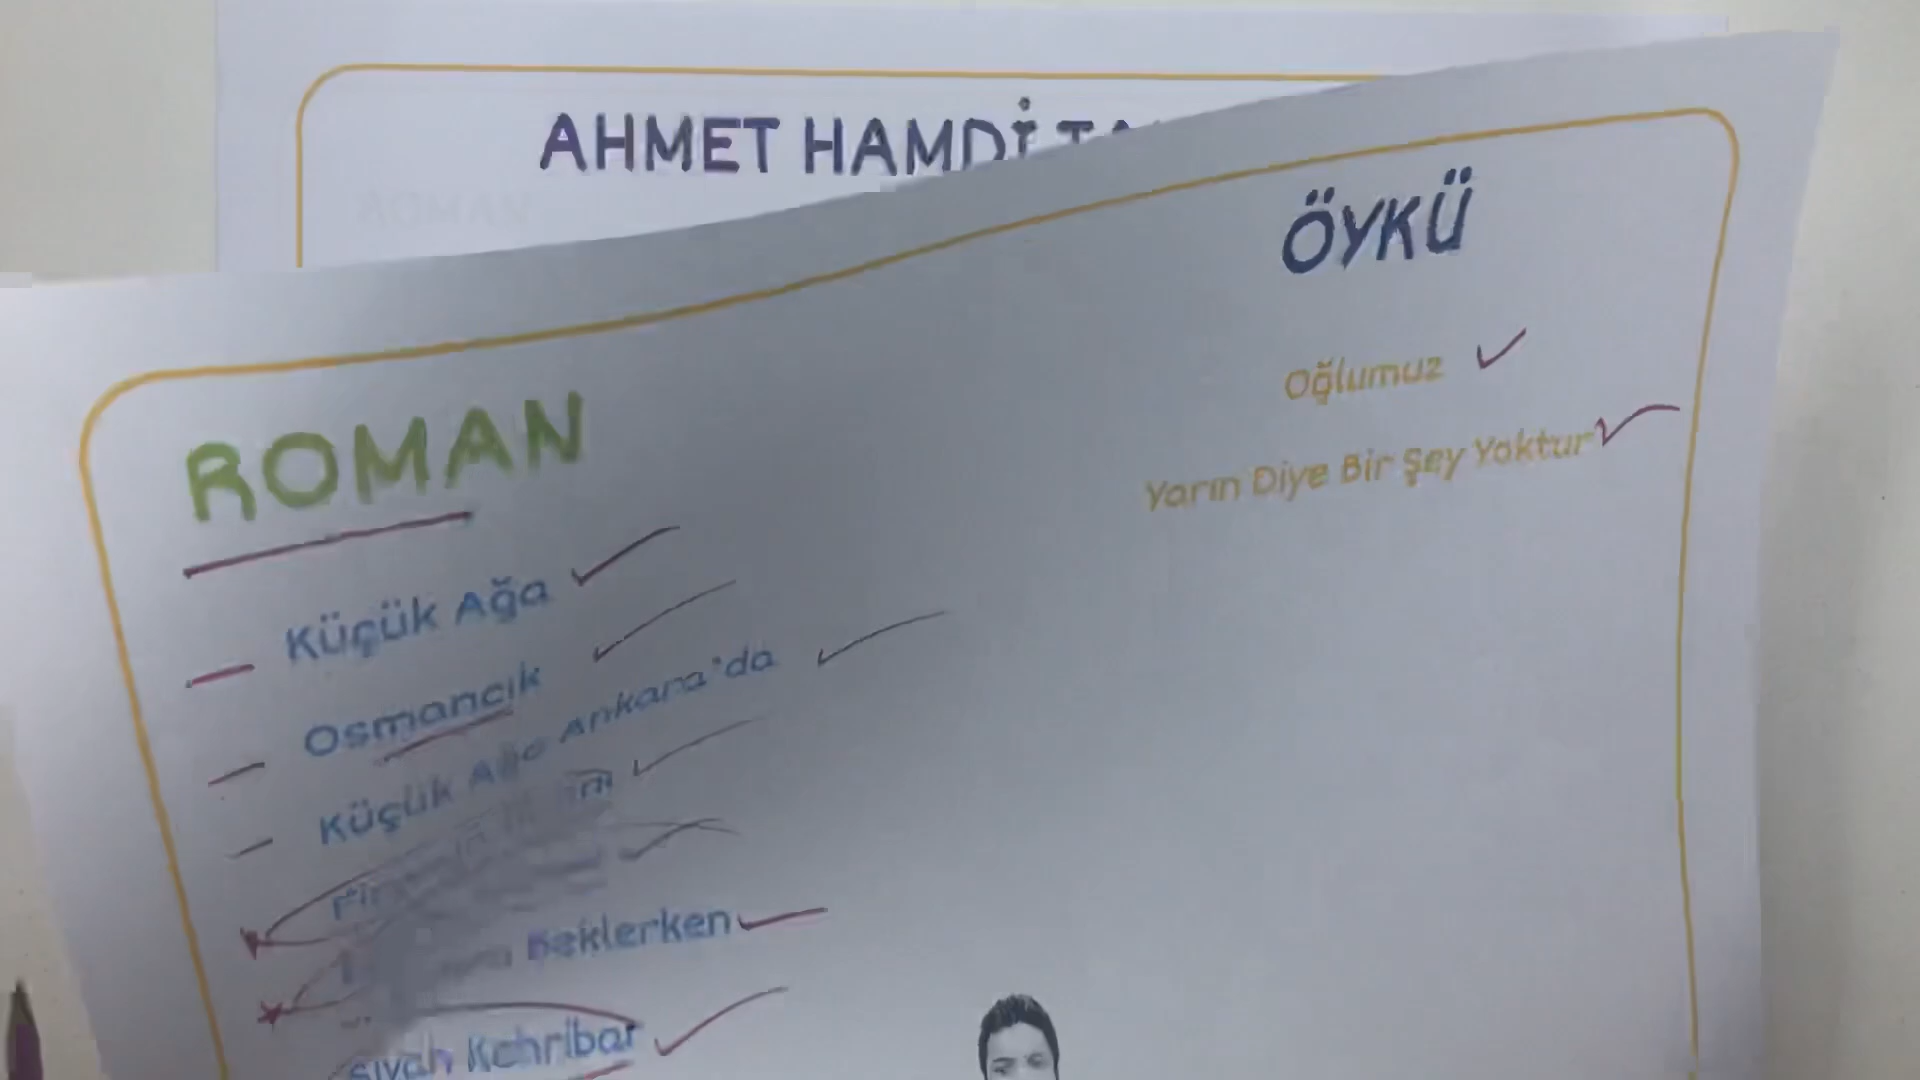 AHMET HAMDİ
ROMAN
ÖYKÜ
Oğlumuz
Yarın Diye Bir Şey Yoktur
ROMAN
Küçük Ağa
Osmancık
Küçük Ağa Ankara'da
Beklerken
Siyah Kehribar